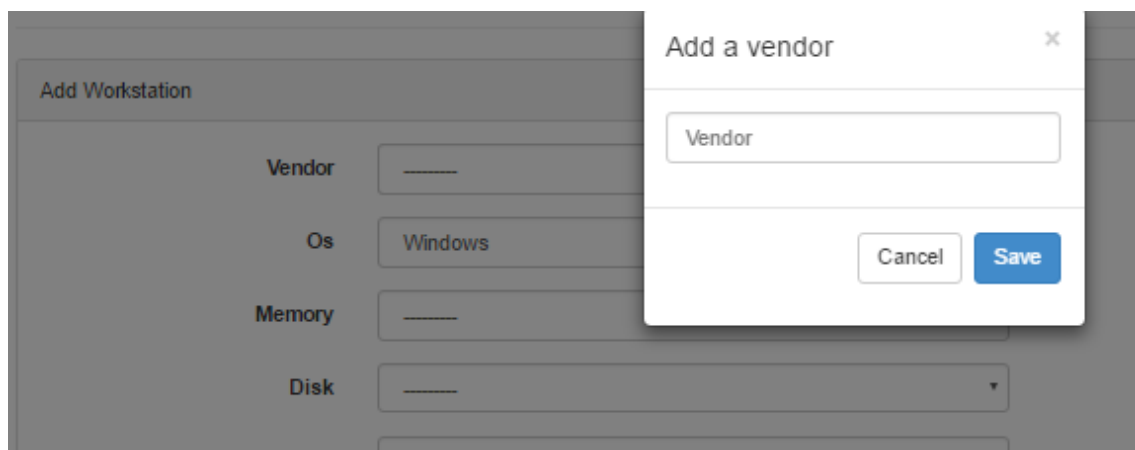 Add a vendor
×
Vendor
Cancel
Save
Add Workstation
Vendor
---------
Os
Windows
Memory
---------
Disk
---------